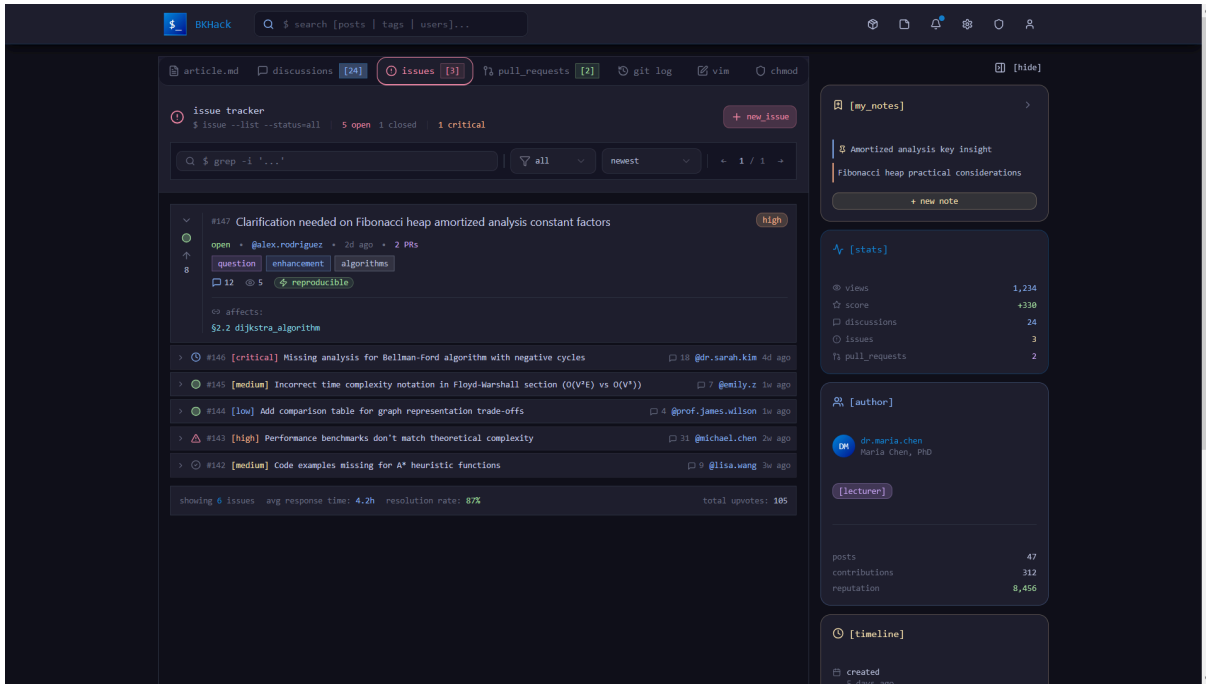 $_ BKHack $ search [posts | tags | users]...
article.md discussions [24] issues [3] pull_requests [2] git log vim chmod
issue tracker
$ issue --list --status=all 5 open 1 closed 1 critical
+ new_issue
$ grep -i '...' all newest ← 1 / 1 →
#147 Clarification needed on Fibonacci heap amortized analysis constant factors high
open • @alex.rodriguez • 2d ago • 2 PRs
8
question enhancement algorithms
12 5 reproducible
affects:
§2.2 dijkstra_algorithm
#146 [critical] Missing analysis for Bellman-Ford algorithm with negative cycles 18 @dr.sarah.kim 4d ago
#145 [medium] Incorrect time complexity notation in Floyd-Warshall section 7 @emily.z 1w ago
#144 [low] Add comparison table for graph representation trade-offs 4 @prof.james.wilson 1w ago
#143 [high] Performance benchmarks don't match theoretical complexity 31 @michael.chen 2w ago
#142 [medium] Code examples missing for A* heuristic functions 9 @lisa.wang 3w ago
showing 6 issues avg response time: 4.2h resolution rate: 87% total upvotes: 105
[hide]
[my_notes]
Amortized analysis key insight
Fibonacci heap practical considerations
+ new note
[stats]
views 1,234
score +330
discussions 24
issues 3
pull_requests 2
[author]
DM dr.maria.chen
Maria Chen, PhD
[lecturer]
posts 47
contributions 312
reputation 8,456
[timeline]
created
5 days ago